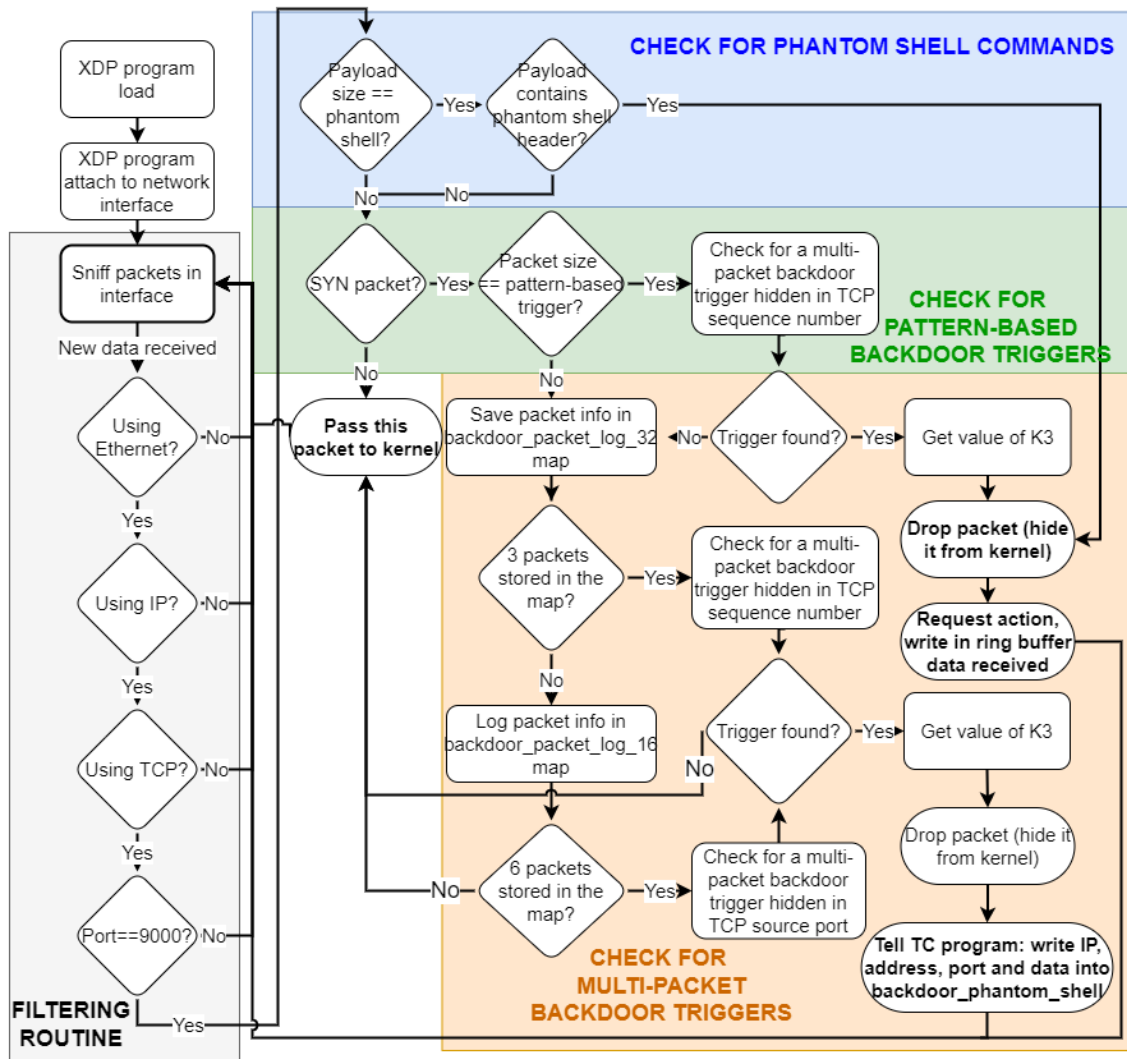 XDP program
load
XDP program
attach to network
interface
Sniff packets in
interface
New data received
Using
Ethernet?
No
Yes
Using IP?
No
Yes
Using TCP?
No
Yes
Port==9000?
No
FILTERING
ROUTINE
Yes
CHECK FOR PHANTOM SHELL COMMANDS
Payload
size ==
phantom
shell?
Yes
Payload
contains
phantom shell
header?
Yes
No
No
SYN packet?
Yes
Packet size
== pattern-based
trigger?
Yes
Check for a multi-
packet backdoor
trigger hidden in TCP
sequence number
CHECK FOR
PATTERN-BASED
BACKDOOR TRIGGERS
No
No
Pass this
packet to kernel
Save packet info in
backdoor_packet_log_32
map
No
Trigger found?
Yes
Get value of K3
Drop packet (hide
it from kernel)
Request action,
write in ring buffer
data received
3 packets
stored in the
map?
Yes
Check for a multi-
packet backdoor
trigger hidden in TCP
sequence number
No
Log packet info in
backdoor_packet_log_16
map
Trigger found?
Yes
Get value of K3
No
Drop packet (hide
it from kernel)
6 packets
stored in the
map?
No
Yes
Check for a multi-
packet backdoor
trigger hidden in
TCP source port
Tell TC program: write IP,
address, port and data into
backdoor_phantom_shell
CHECK FOR
MULTI-PACKET
BACKDOOR TRIGGERS